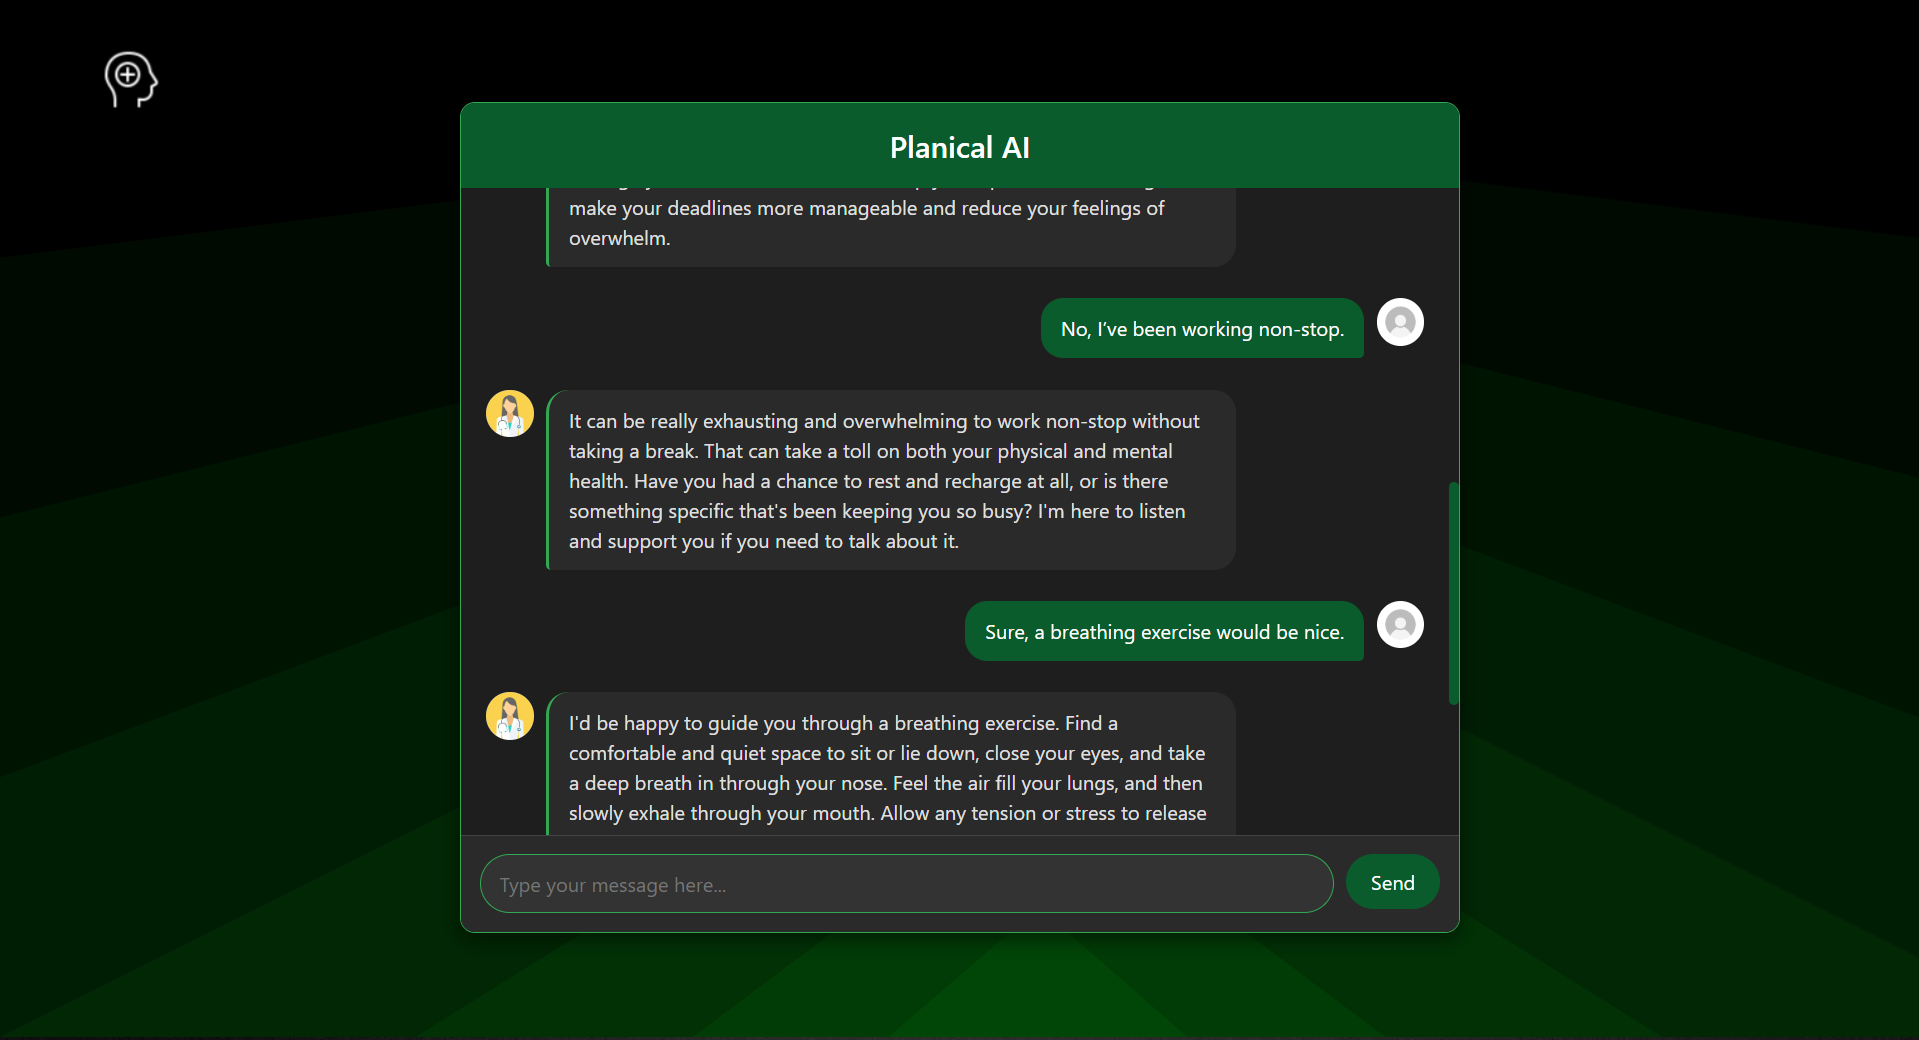 Planical AI
make your deadlines more manageable and reduce your feelings of
overwhelm.
No, I’ve been working non-stop.
It can be really exhausting and overwhelming to work non-stop without
taking a break. That can take a toll on both your physical and mental
health. Have you had a chance to rest and recharge at all, or is there
something specific that's been keeping you so busy? I'm here to listen
and support you if you need to talk about it.
Sure, a breathing exercise would be nice.
I'd be happy to guide you through a breathing exercise. Find a
comfortable and quiet space to sit or lie down, close your eyes, and take
a deep breath in through your nose. Feel the air fill your lungs, and then
slowly exhale through your mouth. Allow any tension or stress to release
Type your message here...
Send